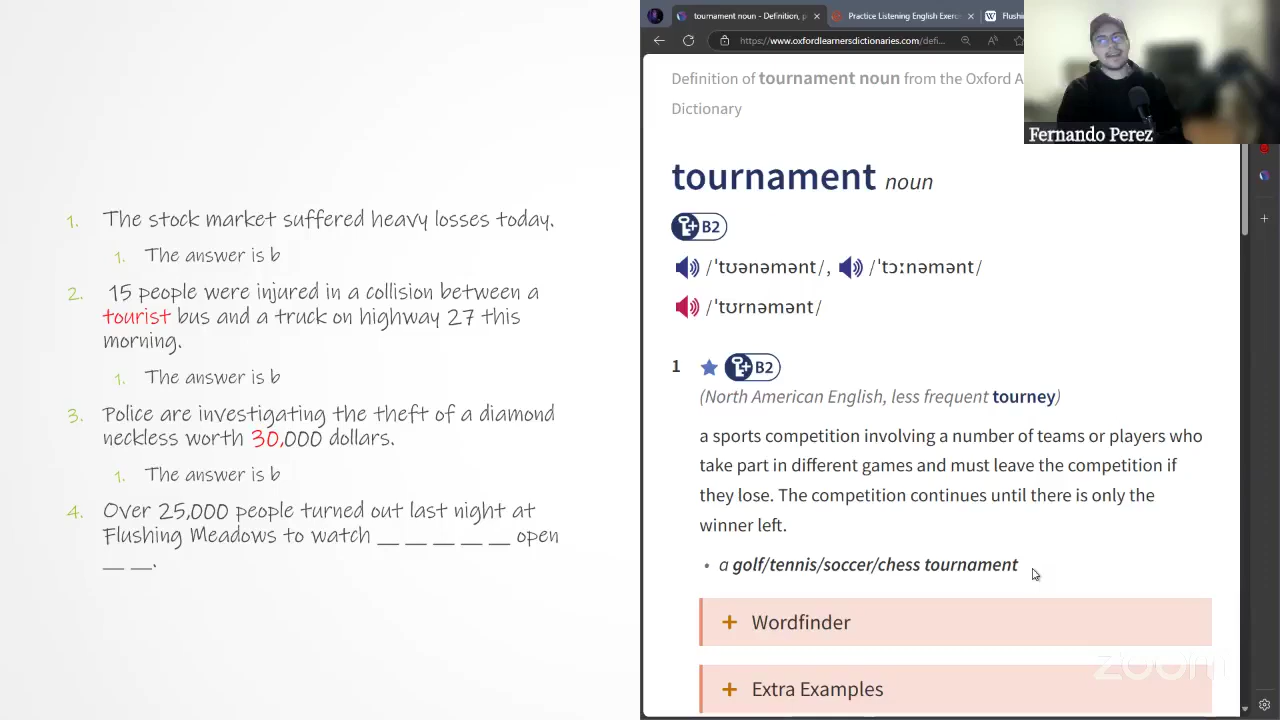 1. The stock market suffered heavy losses today.
1. The answer is b
2. 15 people were injured in a collision between a
tourist bus and a truck on highway 27 this
morning.
1. The answer is b
3. Police are investigating the theft of a diamond
neckless worth 30,000 dollars.
1. The answer is b
4. Over 25,000 people turned out last night at
Flushing Meadows to watch __ __ __ __ __ open
__ __.
tournament noun - Definition, p
Practice Listening English Exerc
Flushi
https://www.oxfordlearnersdictionaries.com/defi...
Fernando Perez
Definition of tournament noun from the Oxford A
Dictionary
tournament noun
B2
/ˈtʊənəmənt/, /ˈtɔːnəmənt/
/ˈtʊrnəmənt/
1 B2
(North American English, less frequent tourney)
a sports competition involving a number of teams or players who
take part in different games and must leave the competition if
they lose. The competition continues until there is only the
winner left.
• a golf/tennis/soccer/chess tournament
+ Wordfinder
zoom
+ Extra Examples